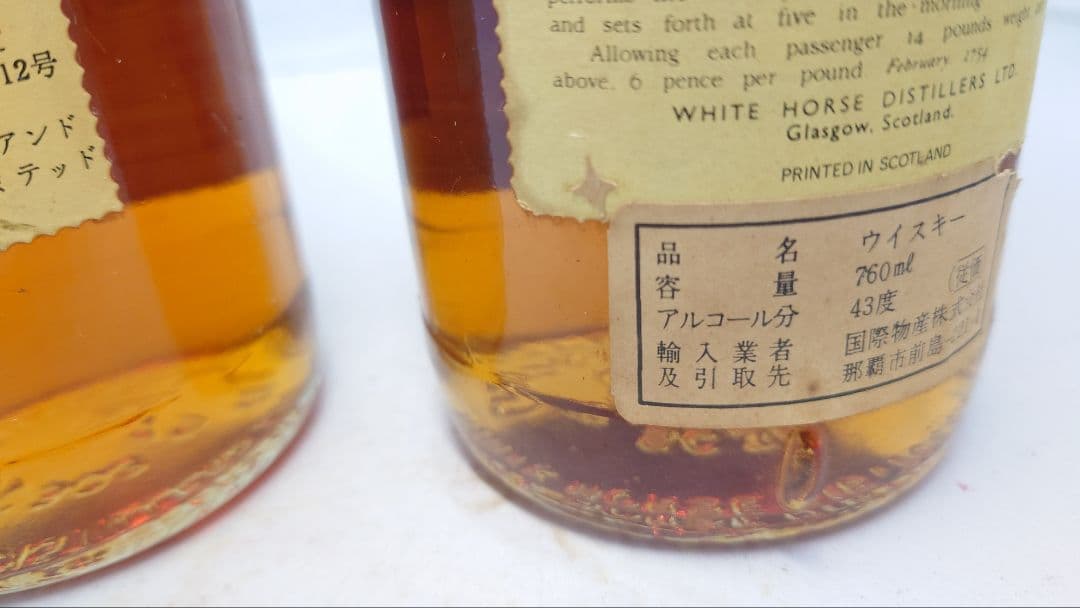 12号
アンド
ミテッド
and sets forth at five in the morning
Allowing each passenger 14 pounds weight
above. 6 pence per pound February 1754
WHITE HORSE DISTILLERS LTD.
Glasgow, Scotland.
PRINTED IN SCOTLAND
品名 ウイスキー
容量 760ml (従価
アルコール分 43度
輸入業者 国際物産株式
及引取先 那覇市前島